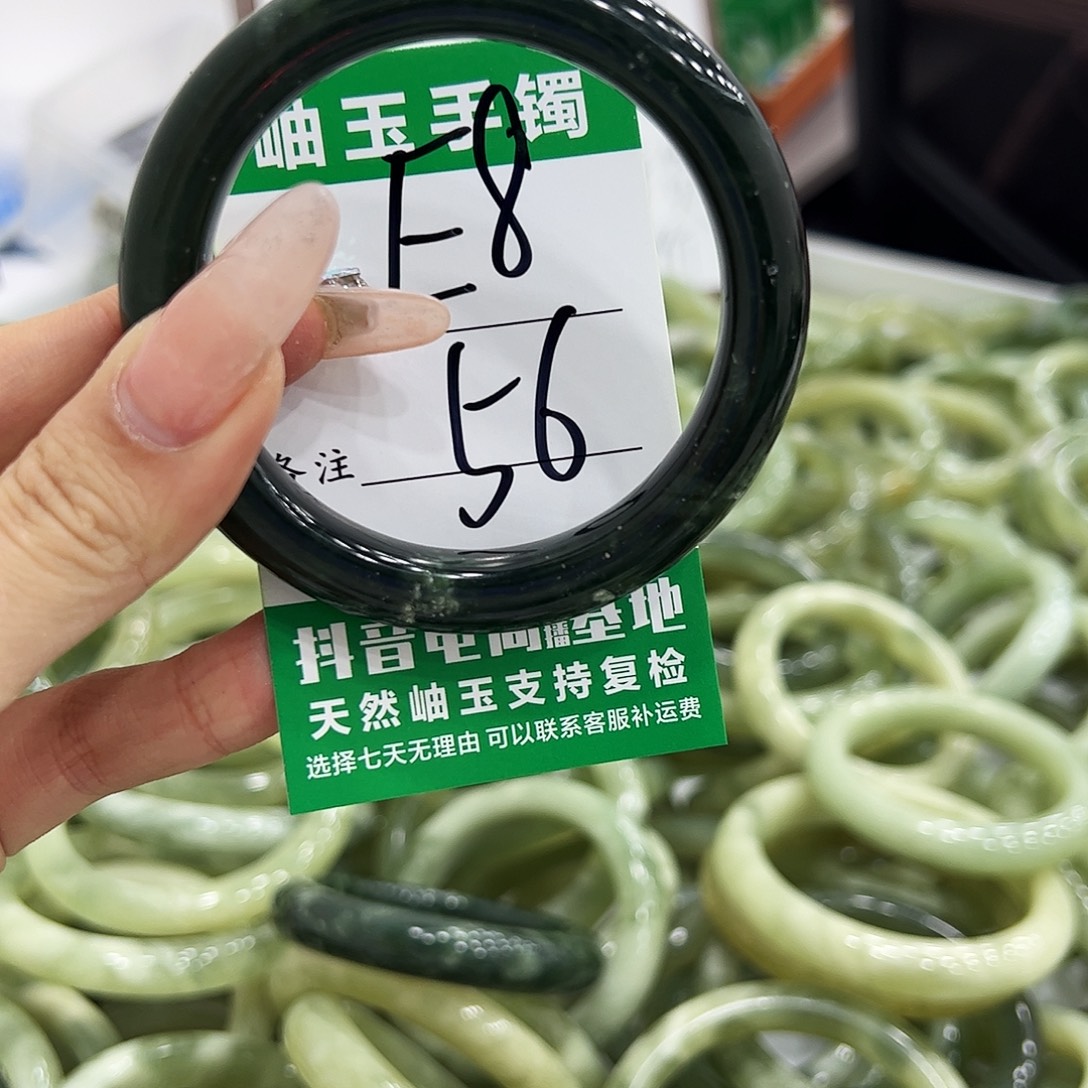 岫玉手镯
E8
56
备注
抖音电商直播基地
天然岫玉支持复检
选择七天无理由 可以联系客服补运费